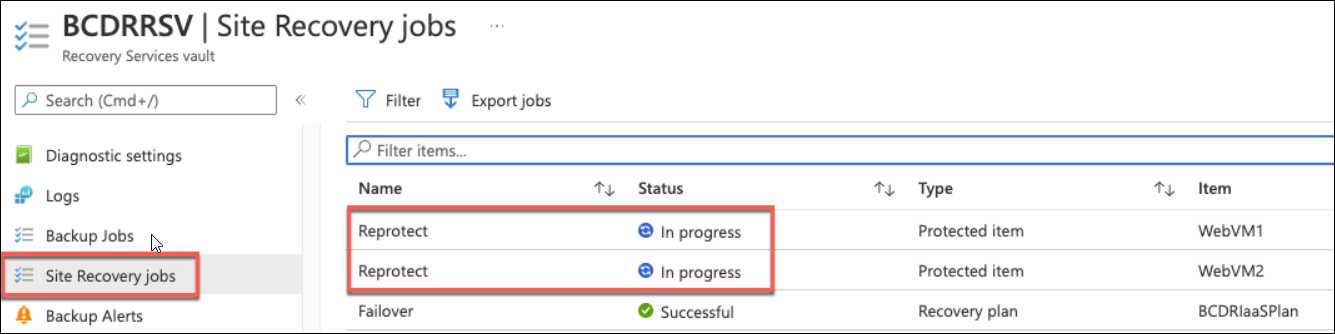 BCDRRSV | Site Recovery jobs ...
Recovery Services vault
Search (Cmd+/)
«
Filter
Export jobs
Diagnostic settings
Logs
Backup Jobs
Site Recovery jobs
Backup Alerts
Filter items...
Name ↑↓ Status ↑↓ Type ↑↓ Item
Reprotect In progress Protected item WebVM1
Reprotect In progress Protected item WebVM2
Failover Successful Recovery plan BCDRIaaSPlan